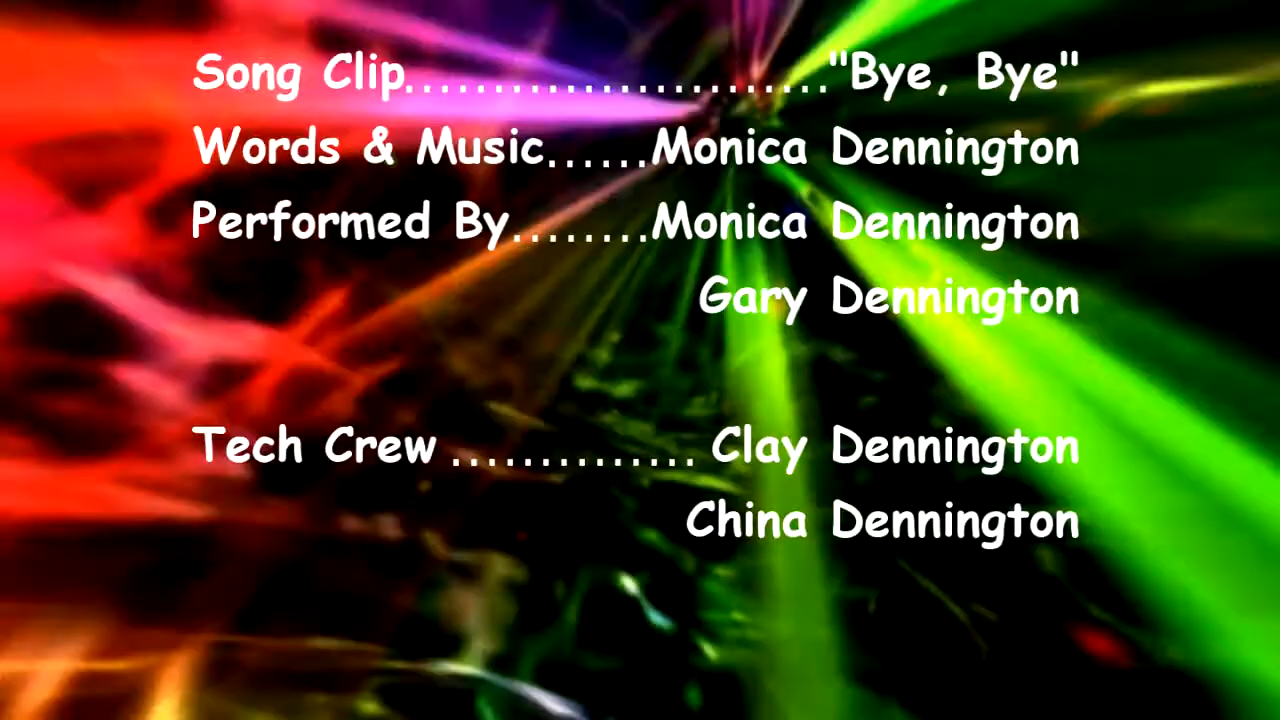 Song Clip......................."Bye, Bye"
Words & Music......Monica Dennington
Performed By........Monica Dennington
Gary Dennington
Tech Crew .............. Clay Dennington
China Dennington